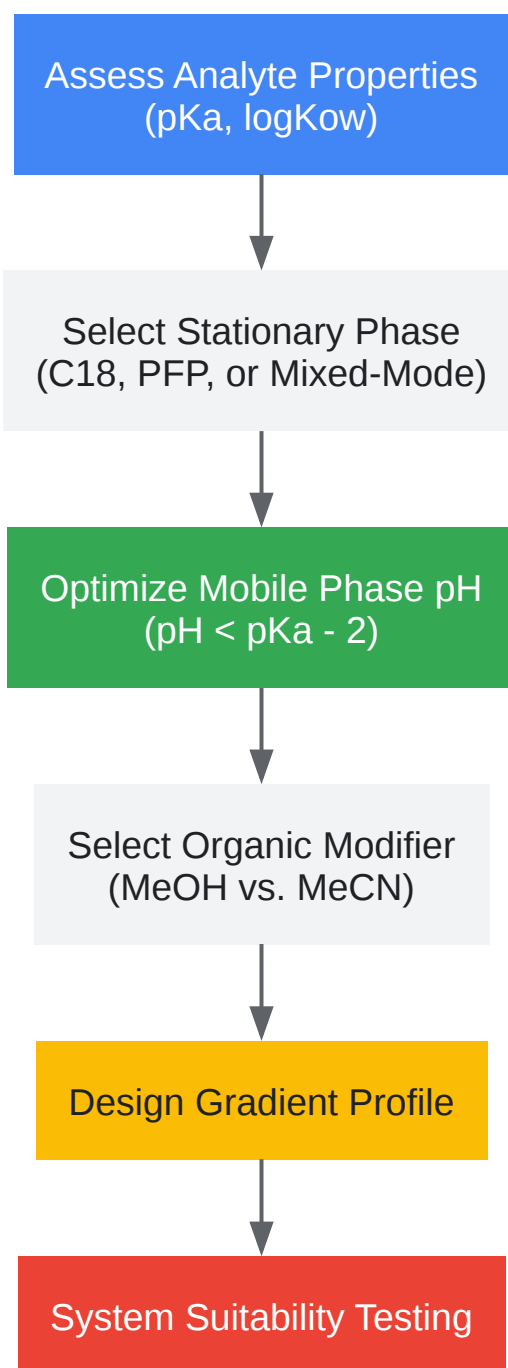 Assess Analyte Properties
(pKa, logKow)
Select Stationary Phase
(C18, PFP, or Mixed-Mode)
Optimize Mobile Phase pH
(pH < pKa - 2)
Select Organic Modifier
(MeOH vs. MeCN)
Design Gradient Profile
System Suitability Testing